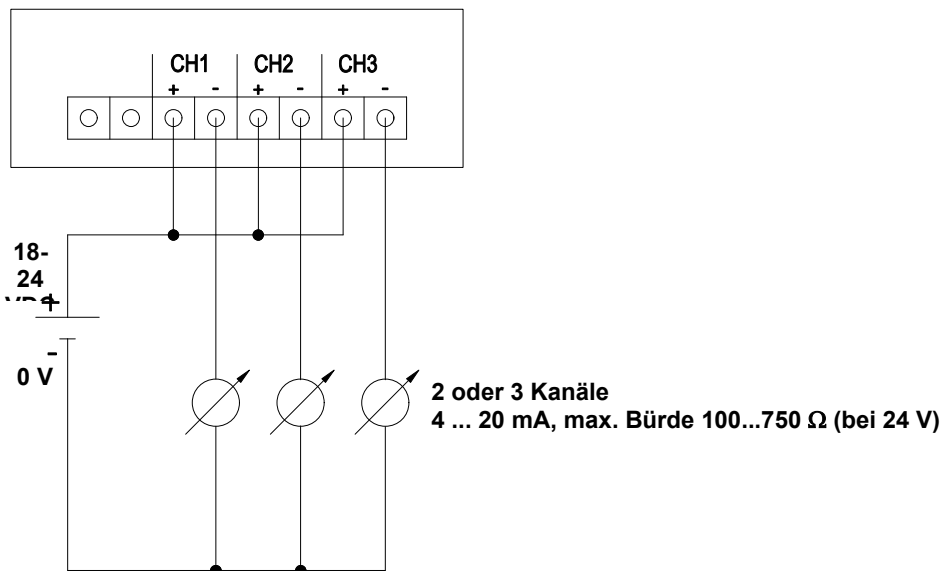 CH1 CH2 CH3
+ - + - + -
18-
24
+
-
0 V
2 oder 3 Kanäle
4 ... 20 mA, max. Bürde 100...750 Ω (bei 24 V)